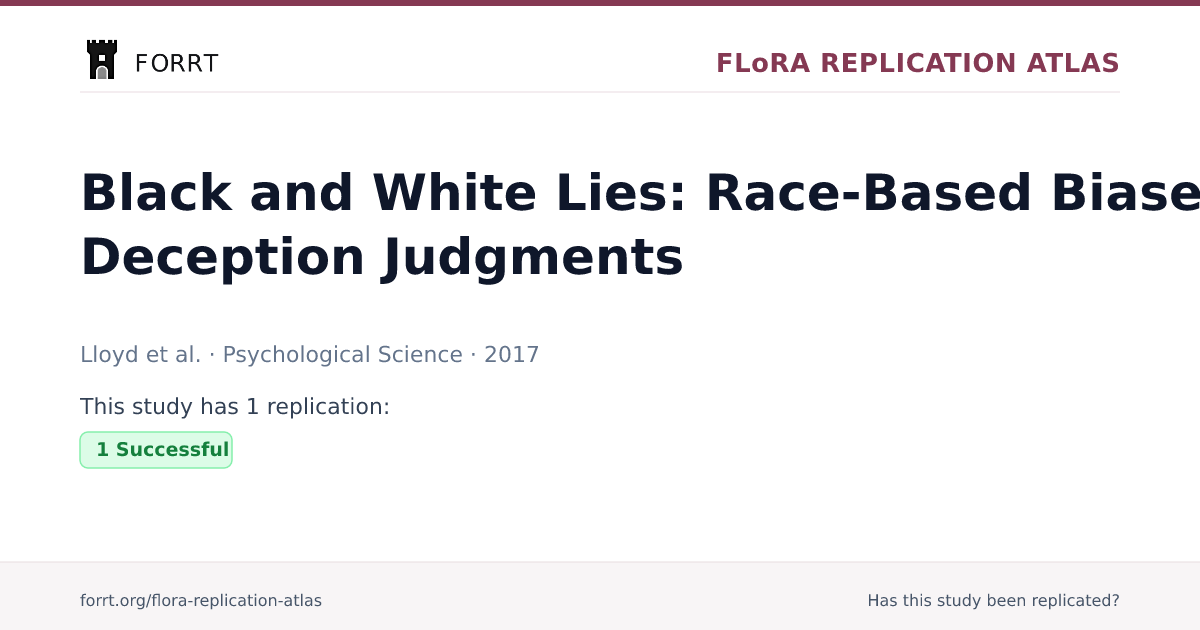 FORRT
FLoRA REPLICATION ATLAS
Black and White Lies: Race-Based Biase
Deception Judgments
Lloyd et al. · Psychological Science · 2017
This study has 1 replication:
1 Successful
forrt.org/flora-replication-atlas
Has this study been replicated?